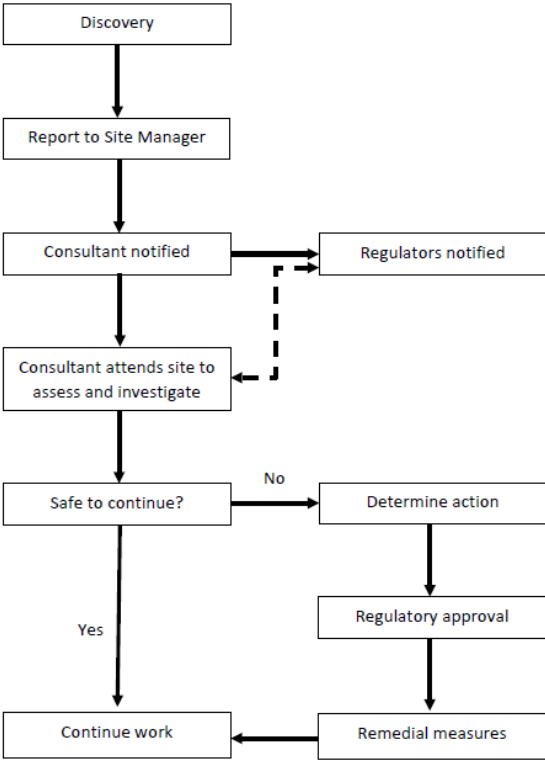 Discovery
Report to Site Manager
Consultant notified
Regulators notified
Consultant attends site to
assess and investigate
Safe to continue?
No
Determine action
Regulatory approval
Yes
Continue work
Remedial measures